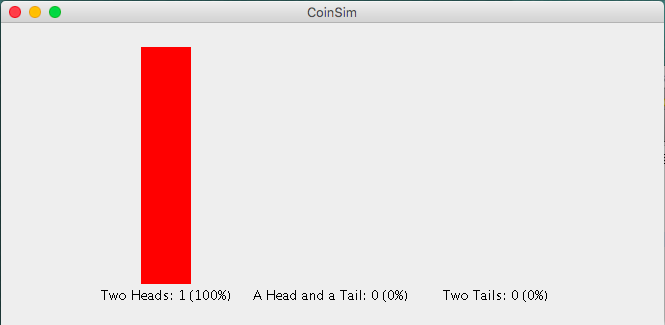 CoinSim
Two Heads: 1 (100%) A Head and a Tail: 0 (0%) Two Tails: 0 (0%)